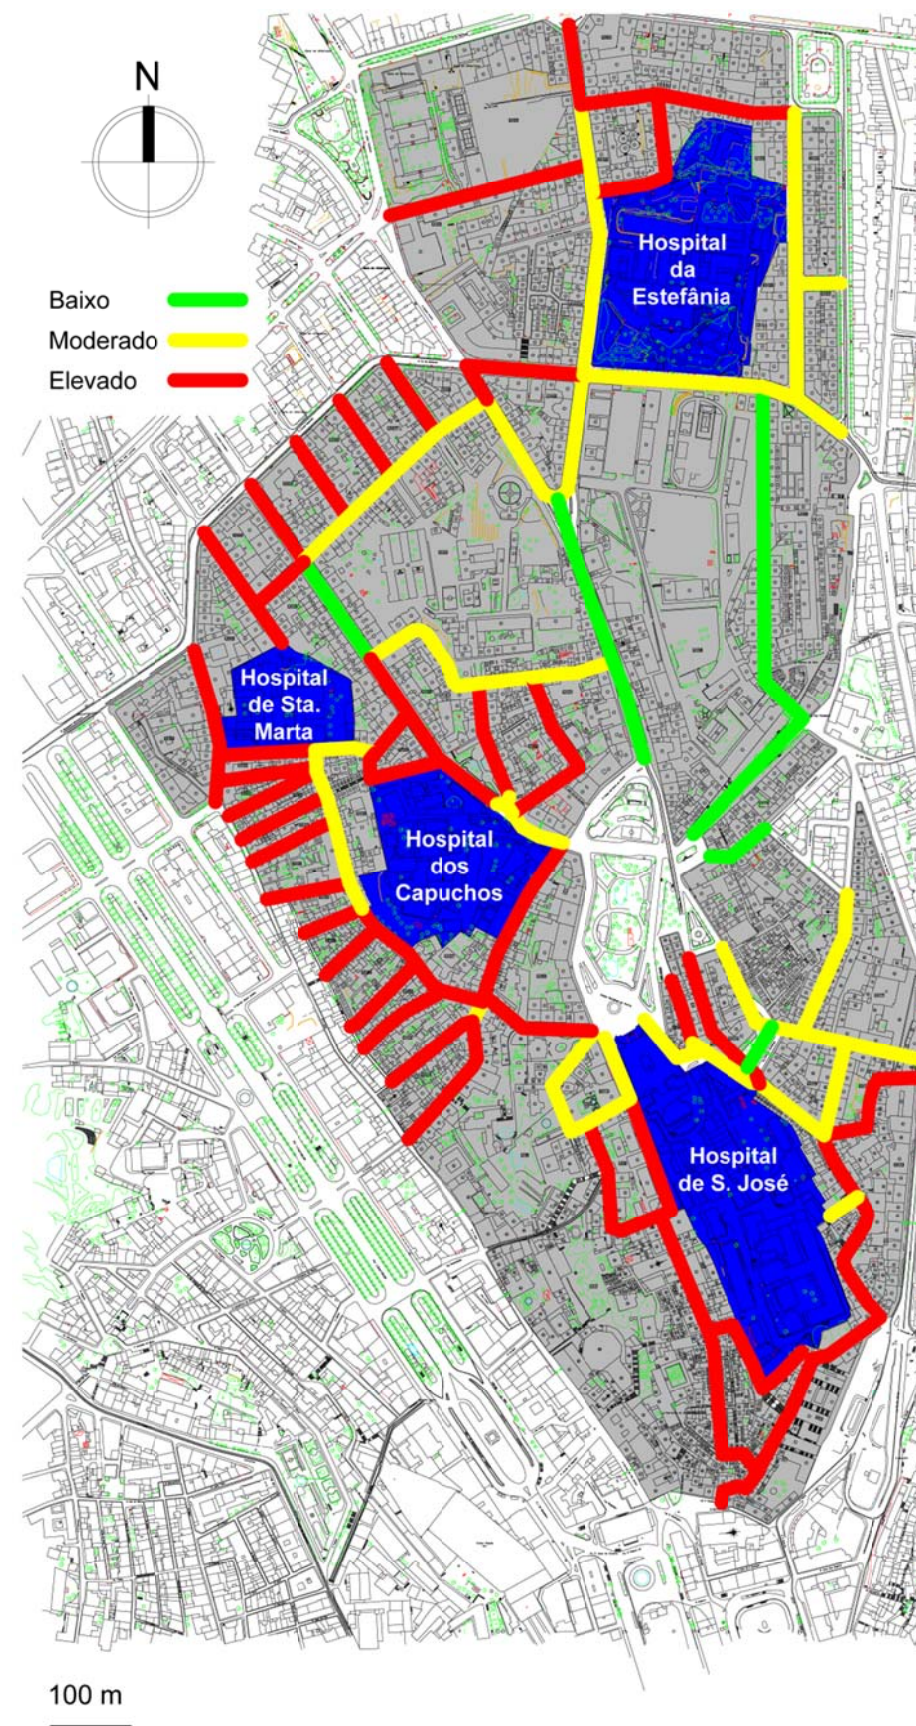 N
Baixo
Moderado
Elevado
Hospital
da
Estefânia
Hospital
de Sta.
Marta
Hospital
dos
Capuchos
Hospital
de S. José
100 m